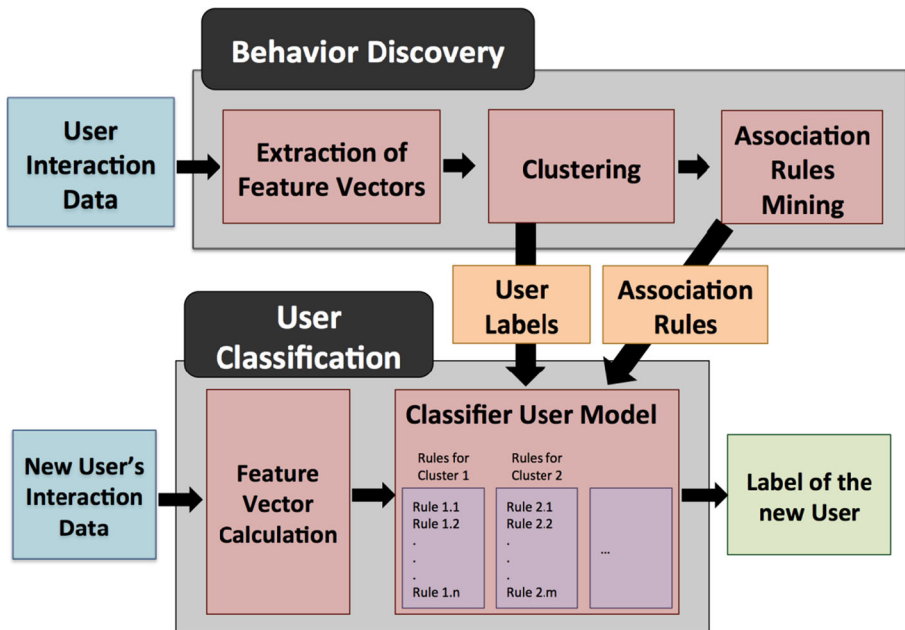 Behavior Discovery
User
Interaction
Data
Extraction of
Feature Vectors
Clustering
Association
Rules
Mining
User
Labels
Association
Rules
User
Classification
New User's
Interaction
Data
Feature
Vector
Calculation
Classifier User Model
Rules for
Cluster 1
Rule 1.1
Rule 1.2
.
.
.
Rule 1.n
Rules for
Cluster 2
Rule 2.1
Rule 2.2
.
.
.
Rule 2.m
...
Label of the
new User